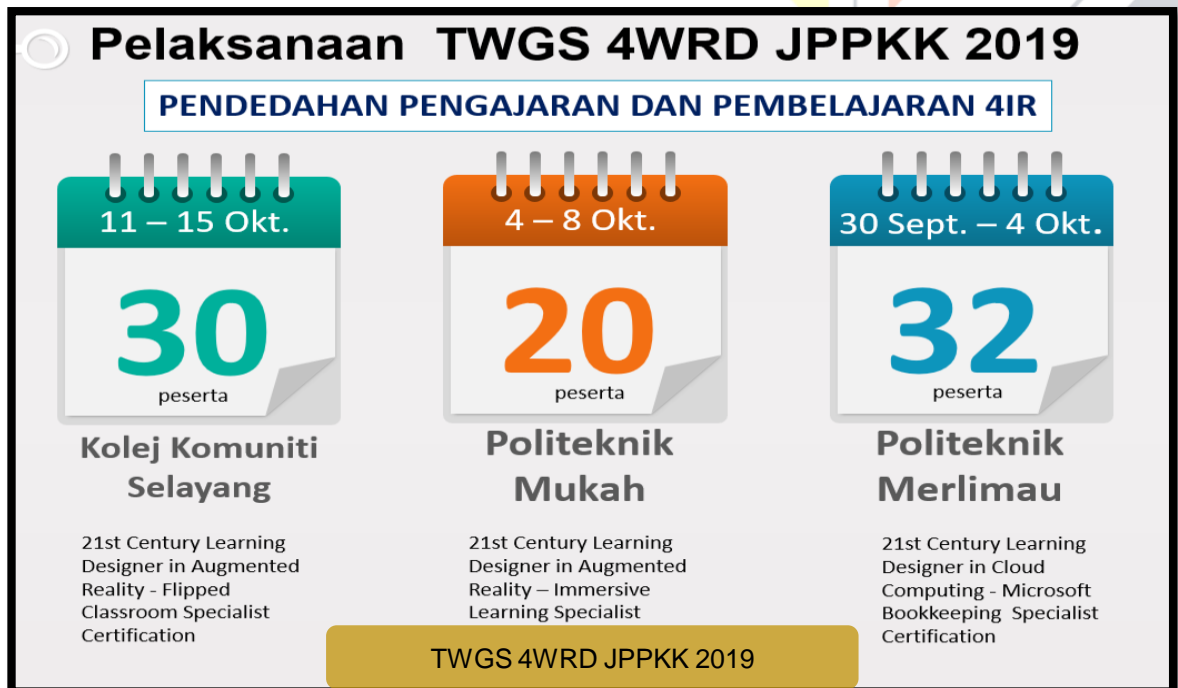 Pelaksanaan TWGS 4WRD JPPKK 2019
PENDEDAHAN PENGAJARAN DAN PEMBELAJARAN 4IR
11 – 15 Okt.
30
peserta
Kolej Komuniti
Selayang
21st Century Learning
Designer in Augmented
Reality - Flipped
Classroom Specialist
Certification
4 – 8 Okt.
20
peserta
Politeknik
Mukah
21st Century Learning
Designer in Augmented
Reality – Immersive
Learning Specialist
30 Sept. – 4 Okt.
32
peserta
Politeknik
Merlimau
21st Century Learning
Designer in Cloud
Computing - Microsoft
Bookkeeping Specialist
Certification
TWGS 4WRD JPPKK 2019